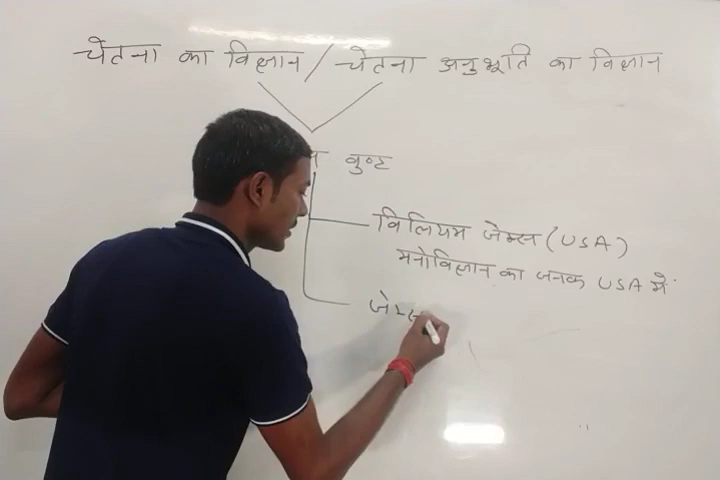 चेतना का विज्ञान / चेतना अनुभूति का विज्ञान
वुण्ट
विलियम जेम्स (USA)
मनोविज्ञान का जनक USA में
जेम्स